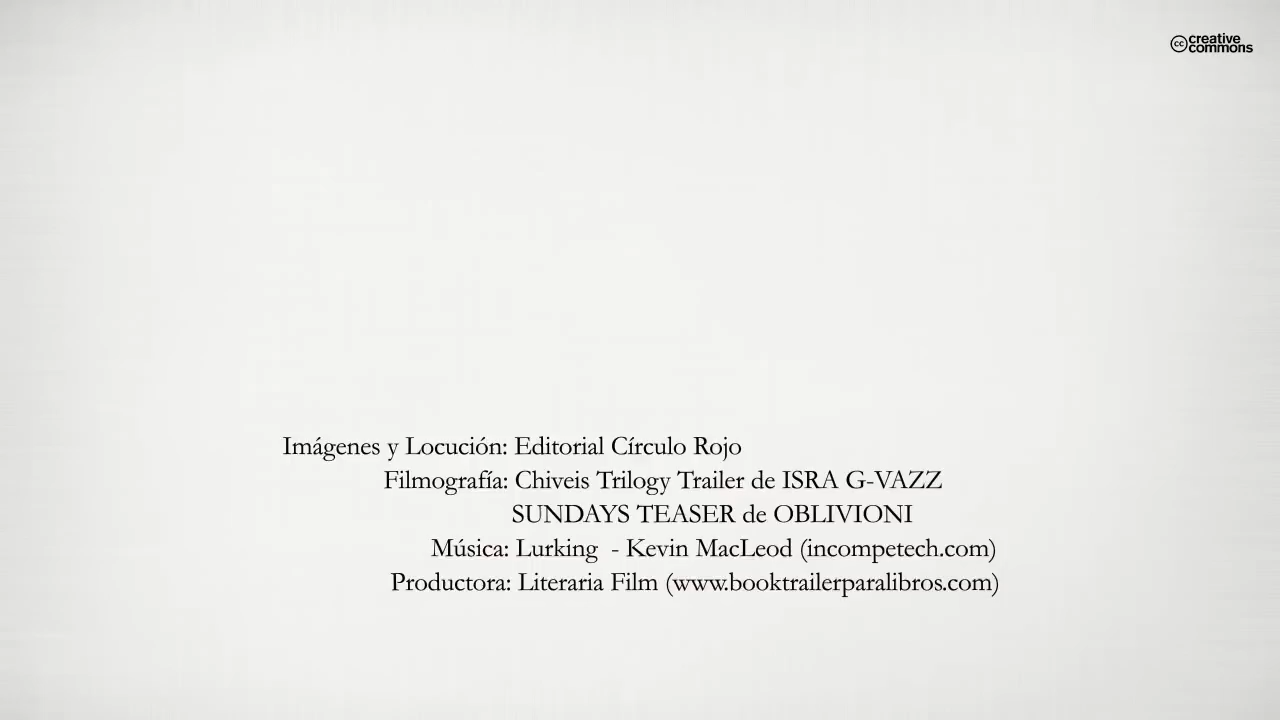 cc creative
commons
Imágenes y Locución: Editorial Círculo Rojo
Filmografía: Chiveis Trilogy Trailer de ISRA G-VAZZ
SUNDAYS TEASER de OBLIVIONI
Música: Lurking - Kevin MacLeod (incompetech.com)
Productora: Literaria Film (www.booktrailerparalibros.com)